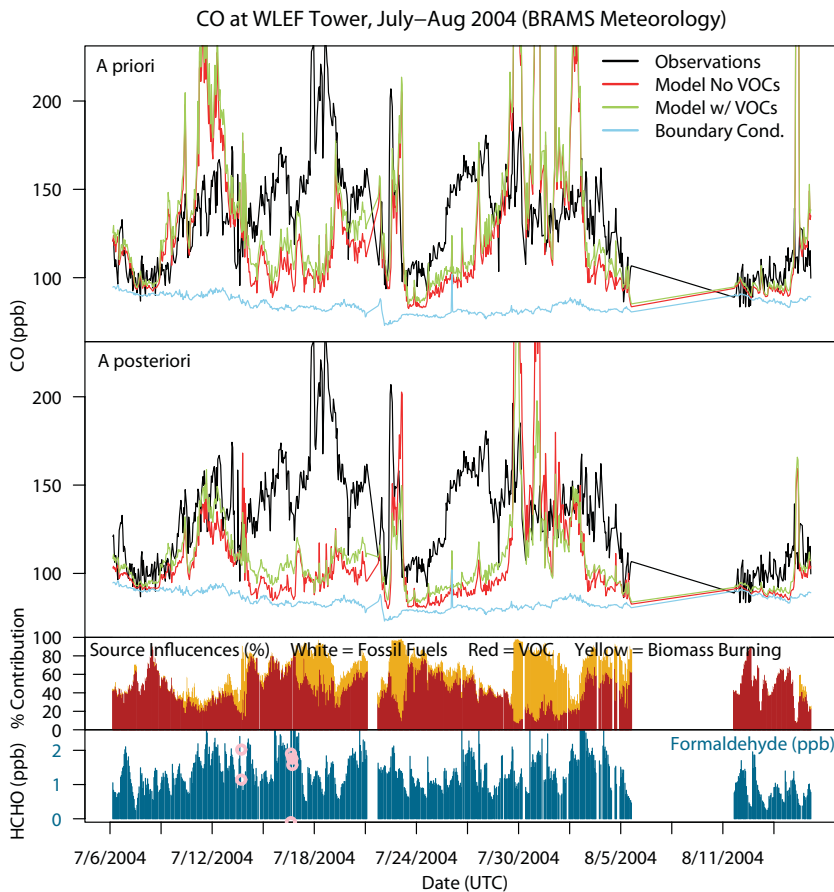 CO at WLEF Tower, July−Aug 2004 (BRAMS Meteorology)
A priori
Observations
Model No VOCs
Model w/ VOCs
Boundary Cond.
200
150
100
CO (ppb)
A posteriori
200
150
100
Source Influcences (%) White = Fossil Fuels Red = VOC Yellow = Biomass Burning
% Contribution
100
80
60
40
20
0
Formaldehyde (ppb)
HCHO (ppb)
2
1
0
7/6/2004 7/12/2004 7/18/2004 7/24/2004 7/30/2004 8/5/2004 8/11/2004
Date (UTC)